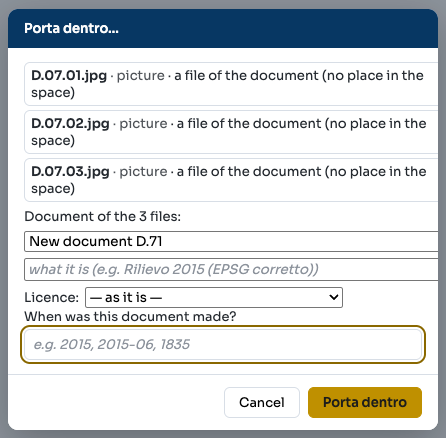 Porta dentro...
D.07.01.jpg · picture · a file of the document (no place in the
space)
D.07.02.jpg · picture · a file of the document (no place in the
space)
D.07.03.jpg · picture · a file of the document (no place in the
space)
Document of the 3 files:
New document D.71
what it is (e.g. Rilievo 2015 (EPSG corretto))
Licence: — as it is —
When was this document made?
e.g. 2015, 2015-06, 1835
Cancel Porta dentro